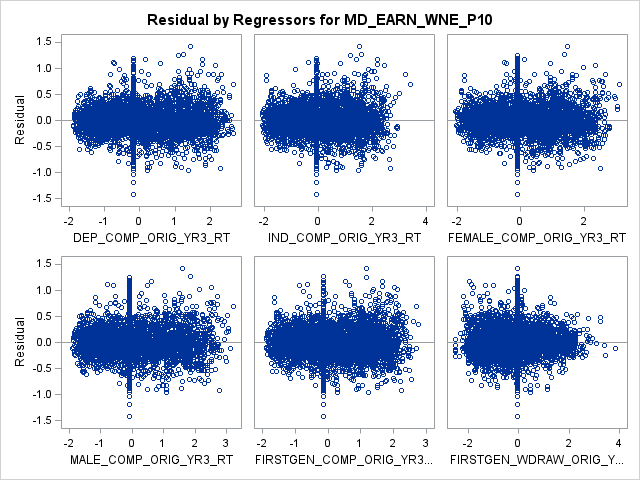 Residual by Regressors for MD_EARN_WNE_P10
1.5
1.0
0.5
0.0
-0.5
-1.0
-1.5
Residual
-2 -1 0 1 2
-2 0 2 4
-2 0 2
DEP_COMP_ORIG_YR3_RT
IND_COMP_ORIG_YR3_RT
FEMALE_COMP_ORIG_YR3_RT
1.5
1.0
0.5
0.0
-0.5
-1.0
-1.5
Residual
-2 -1 0 1 2 3
-2 -1 0 1 2 3
-2 0 2 4
MALE_COMP_ORIG_YR3_RT
FIRSTGEN_COMP_ORIG_YR3...
FIRSTGEN_WDRAW_ORIG_Y...